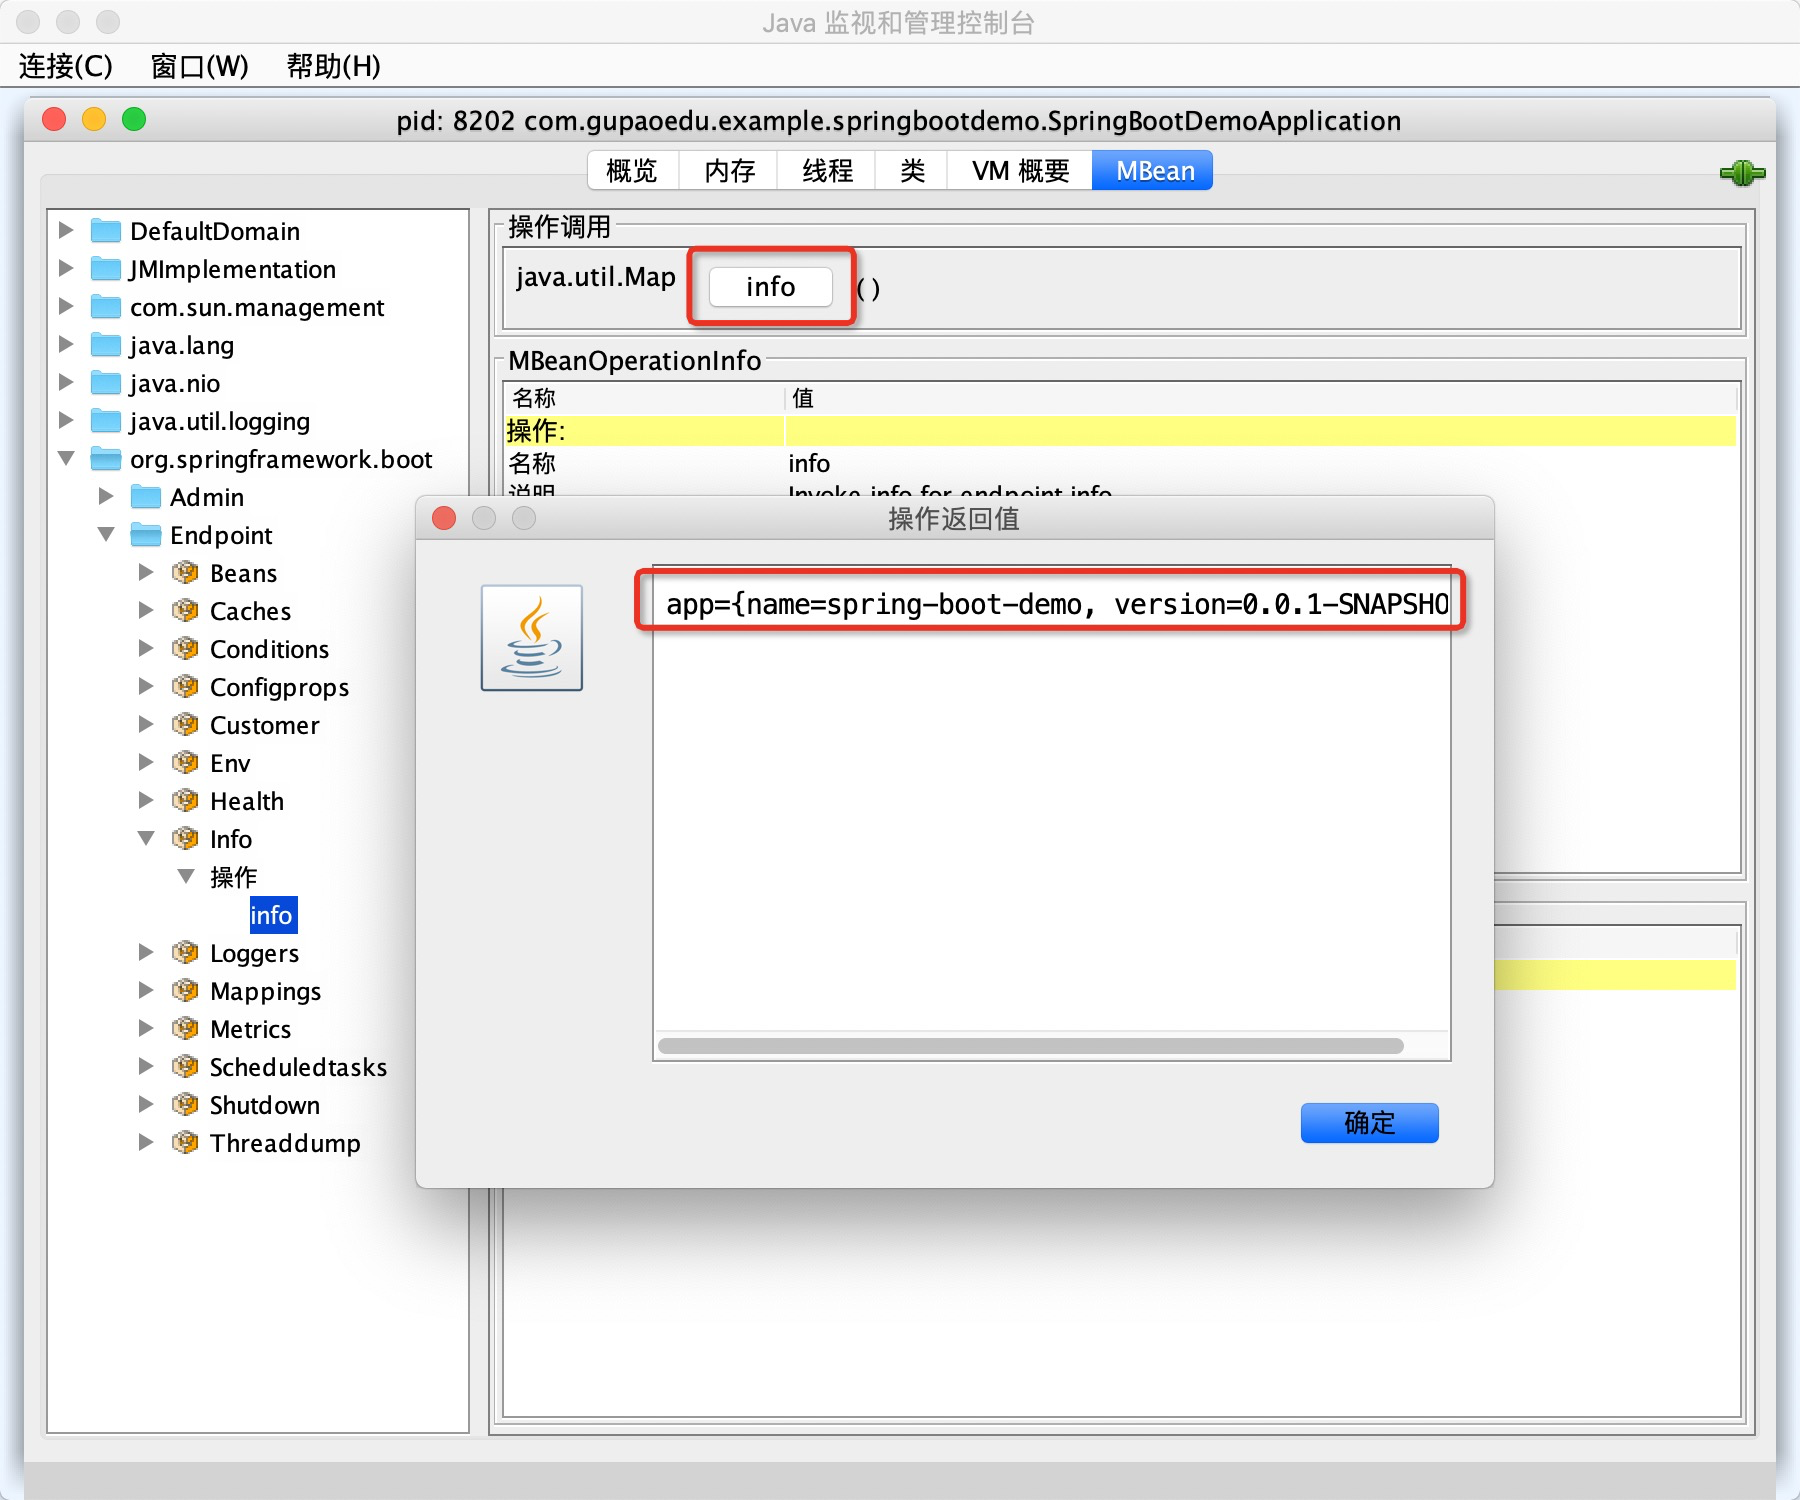 Java 监视和管理控制台
连接(C) 窗口(W) 帮助(H)
pid: 8202 com.gupaoedu.example.springbootdemo.SpringBootDemoApplication
概览 内存 线程 类 VM 概要 MBean
DefaultDomain
JMImplementation
com.sun.management
java.lang
java.nio
java.util.logging
org.springframework.boot
Admin
Endpoint
Beans
Caches
Conditions
Configprops
Customer
Env
Health
Info
操作
info
Loggers
Mappings
Metrics
Scheduledtasks
Shutdown
Threaddump
操作调用
java.util.Map info ( )
MBeanOperationInfo
名称 值
操作:
名称 info
说明 Invoke info for endpoint info
操作返回值
app={name=spring-boot-demo, version=0.0.1-SNAPSHO
确定